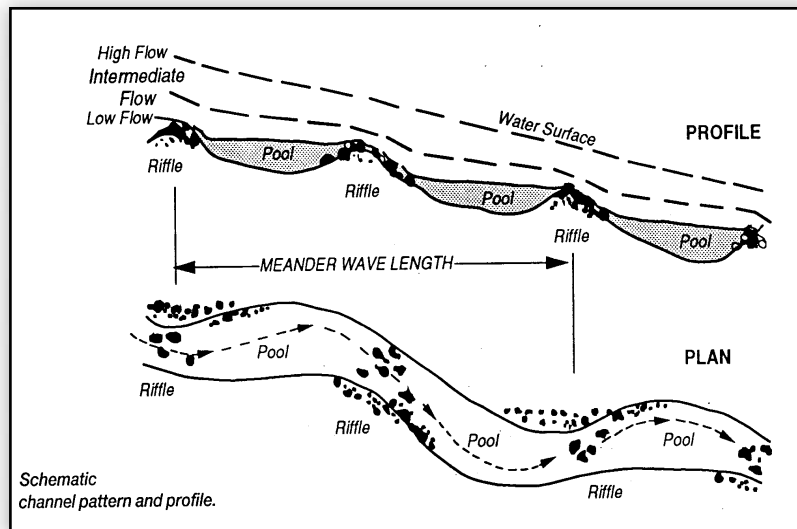 High Flow
Intermediate
Flow
Low Flow
Water Surface
PROFILE
Riffle
Pool
Riffle
Pool
Riffle
Pool
MEANDER WAVE LENGTH
Pool
PLAN
Riffle
Riffle
Pool
Pool
Riffle
Schematic
channel pattern and profile.